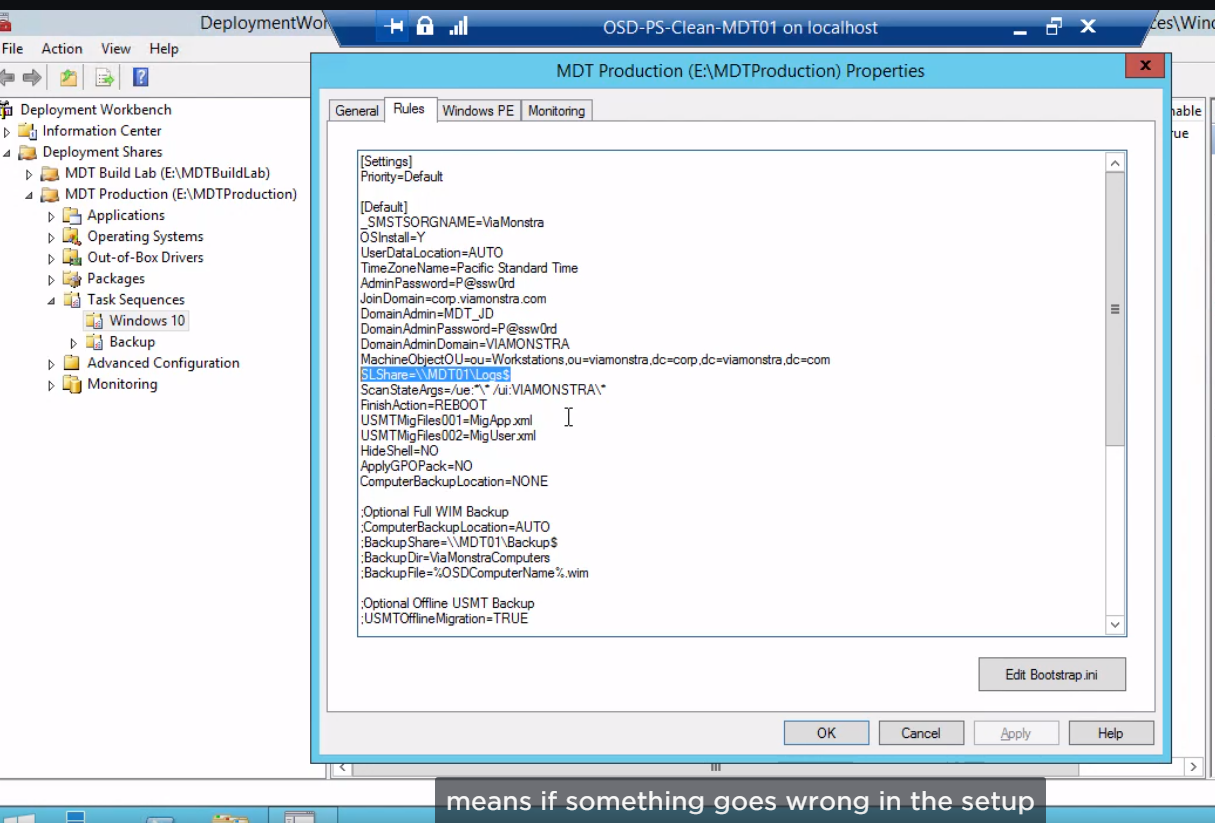 DeploymentWor
OSD-PS-Clean-MDT01 on localhost
ces\Winc
File Action View Help
MDT Production (E:\MDTProduction) Properties
x
Deployment Workbench
Information Center
Deployment Shares
MDT Build Lab (E:\MDTBuildLab)
MDT Production (E:\MDTProduction)
Applications
Operating Systems
Out-of-Box Drivers
Packages
Task Sequences
Windows 10
Backup
Advanced Configuration
Monitoring
General Rules Windows PE Monitoring
nable
rue
[Settings]
Priority=Default
[Default]
_SMSTSORGNAME=ViaMonstra
OSInstall=Y
UserDataLocation=AUTO
TimeZoneName=Pacific Standard Time
AdminPassword=P@ssw0rd
JoinDomain=corp.viamonstra.com
DomainAdmin=MDT_JD
DomainAdminPassword=P@ssw0rd
DomainAdminDomain=VIAMONSTRA
MachineObjectOU=ou=Workstations,ou=viamonstra,dc=corp,dc=viamonstra,dc=com
SLShare=\\MDT01\Logs$
ScanStateArgs=/ue:*\* /ui:VIAMONSTRA\*
FinishAction=REBOOT
USMTMigFiles001=MigApp.xml
USMTMigFiles002=MigUser.xml
HideShell=NO
ApplyGPOPack=NO
ComputerBackupLocation=NONE
;Optional Full WIM Backup
;ComputerBackupLocation=AUTO
;BackupShare=\\MDT01\Backup$
;BackupDir=ViaMonstraComputers
;BackupFile=%OSDComputerName%.wim
;Optional Offline USMT Backup
;USMTOfflineMigration=TRUE
Edit Bootstrap.ini
OK Cancel Apply Help
means if something goes wrong in the setup